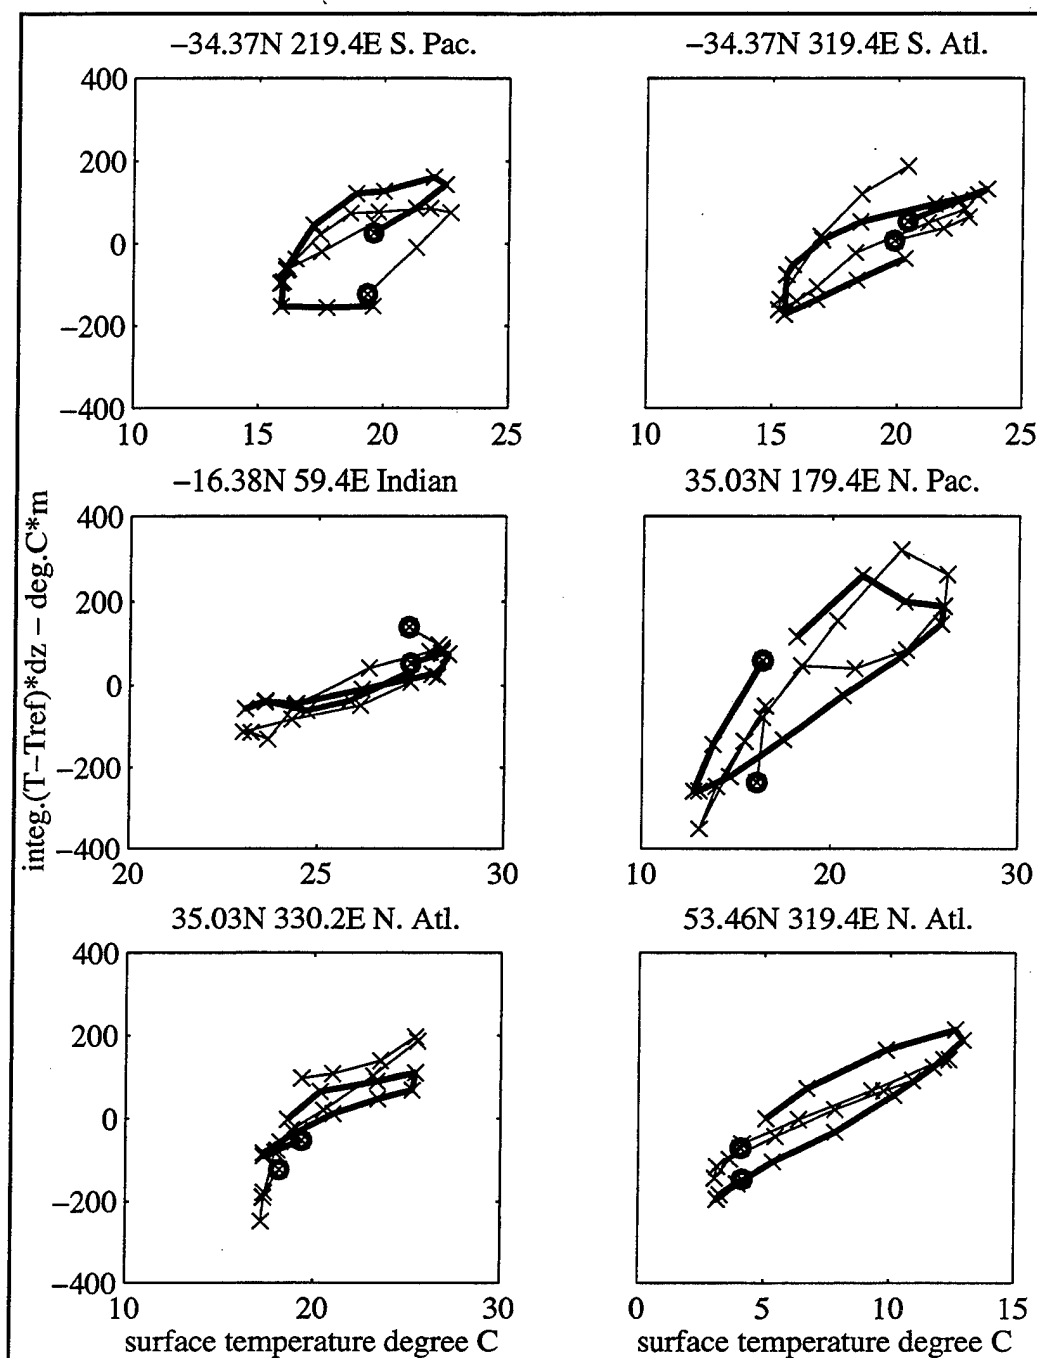 −34.37N 219.4E S. Pac.
−34.37N 319.4E S. Atl.
400
200
0
−200
−400
10 15 20 25
10 15 20 25
−16.38N 59.4E Indian
35.03N 179.4E N. Pac.
integ.(T−Tref)*dz − deg.C*m
400
200
0
−200
−400
20 25 30
10 20 30
35.03N 330.2E N. Atl.
53.46N 319.4E N. Atl.
400
200
0
−200
−400
10 20 30
0 5 10 15
surface temperature degree C
surface temperature degree C